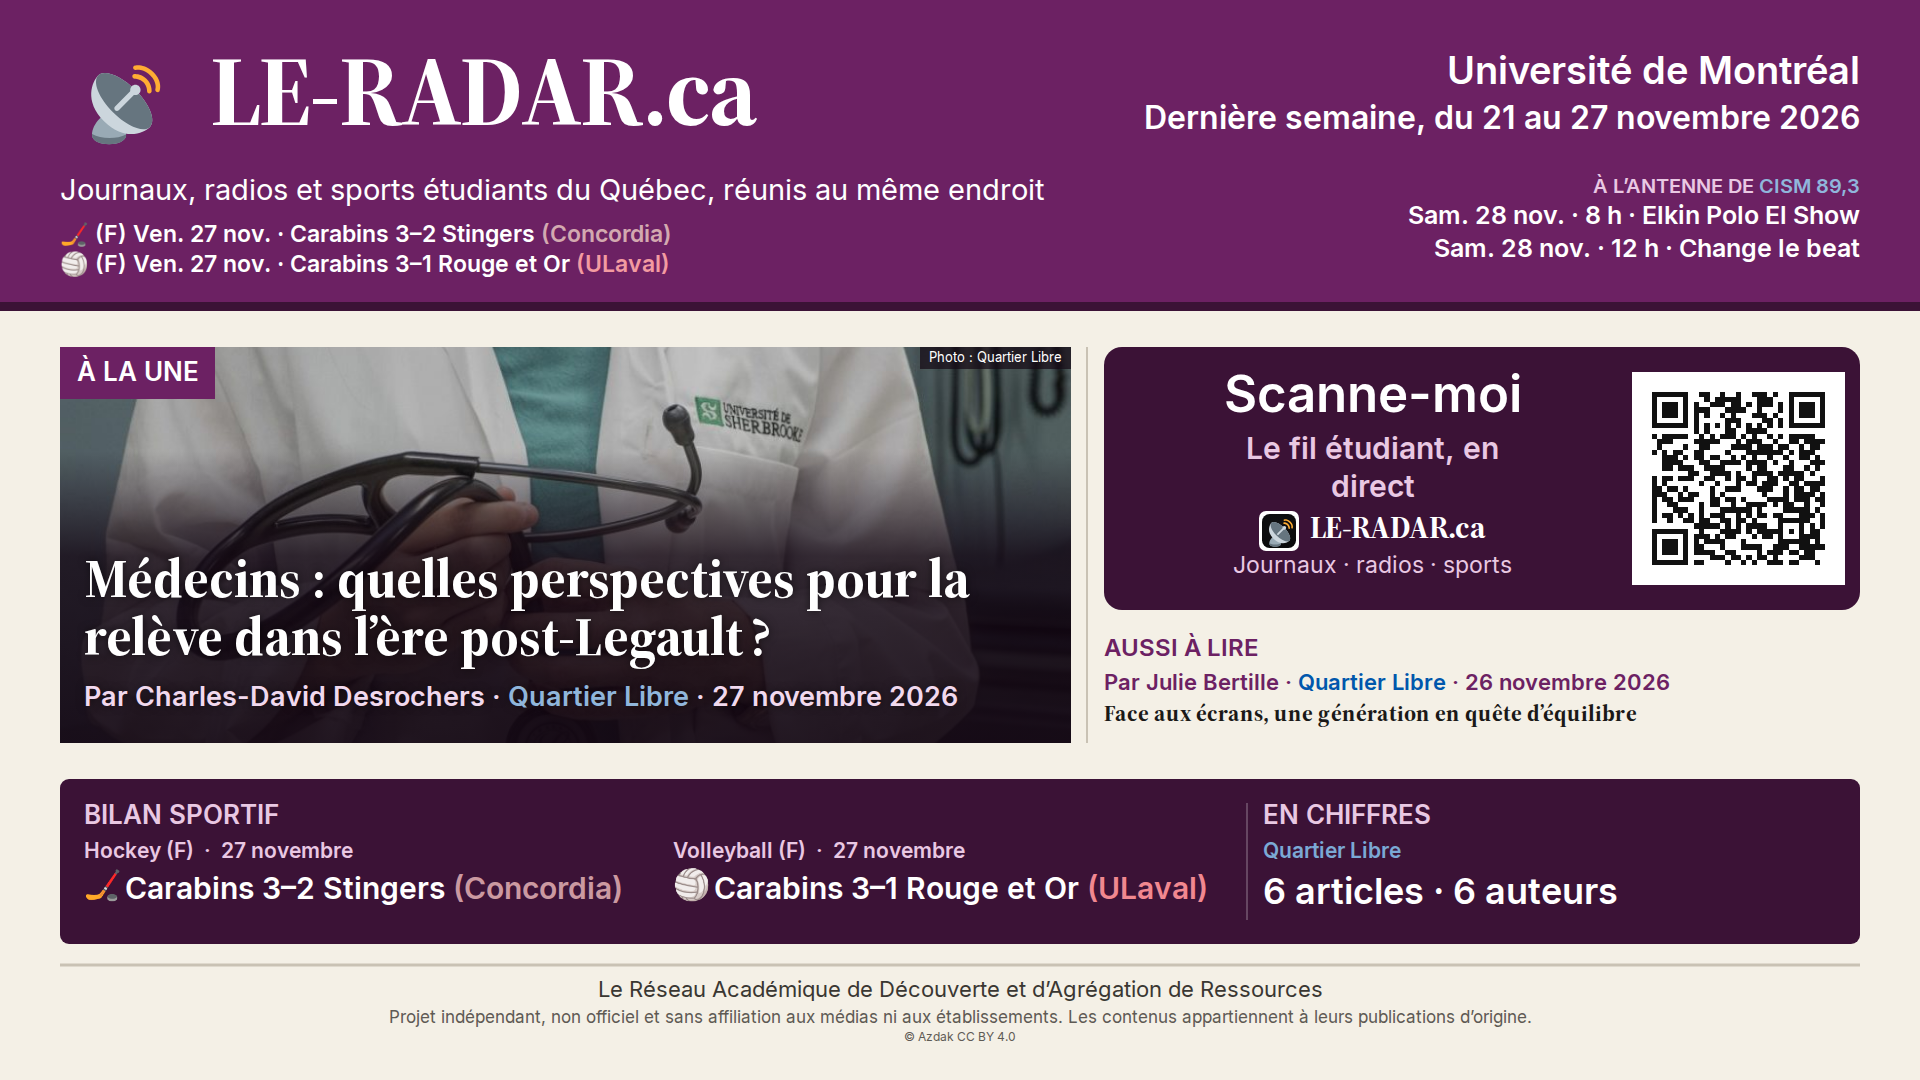 LE-RADAR.ca
Journaux, radios et sports étudiants du Québec, réunis au même endroit
(F) Ven. 27 nov. · Carabins 3–2 Stingers (Concordia)
(F) Ven. 27 nov. · Carabins 3–1 Rouge et Or (ULaval)
Université de Montréal
Dernière semaine, du 21 au 27 novembre 2026
À L’ANTENNE DE CISM 89,3
Sam. 28 nov. · 8 h · Elkin Polo El Show
Sam. 28 nov. · 12 h · Change le beat
À LA UNE
Photo : Quartier Libre
UNIVERSITÉ DE
SHERBROOKE
Médecins : quelles perspectives pour la
relève dans l’ère post-Legault ?
Par Charles-David Desrochers · Quartier Libre · 27 novembre 2026
Scanne-moi
Le fil étudiant, en
direct
LE-RADAR.ca
Journaux · radios · sports
AUSSI À LIRE
Par Julie Bertille · Quartier Libre · 26 novembre 2026
Face aux écrans, une génération en quête d’équilibre
BILAN SPORTIF
Hockey (F) · 27 novembre
Carabins 3–2 Stingers (Concordia)
Volleyball (F) · 27 novembre
Carabins 3–1 Rouge et Or (ULaval)
EN CHIFFRES
Quartier Libre
6 articles · 6 auteurs
Le Réseau Académique de Découverte et d’Agrégation de Ressources
Projet indépendant, non officiel et sans affiliation aux médias ni aux établissements. Les contenus appartiennent à leurs publications d’origine.
© Azdak CC BY 4.0